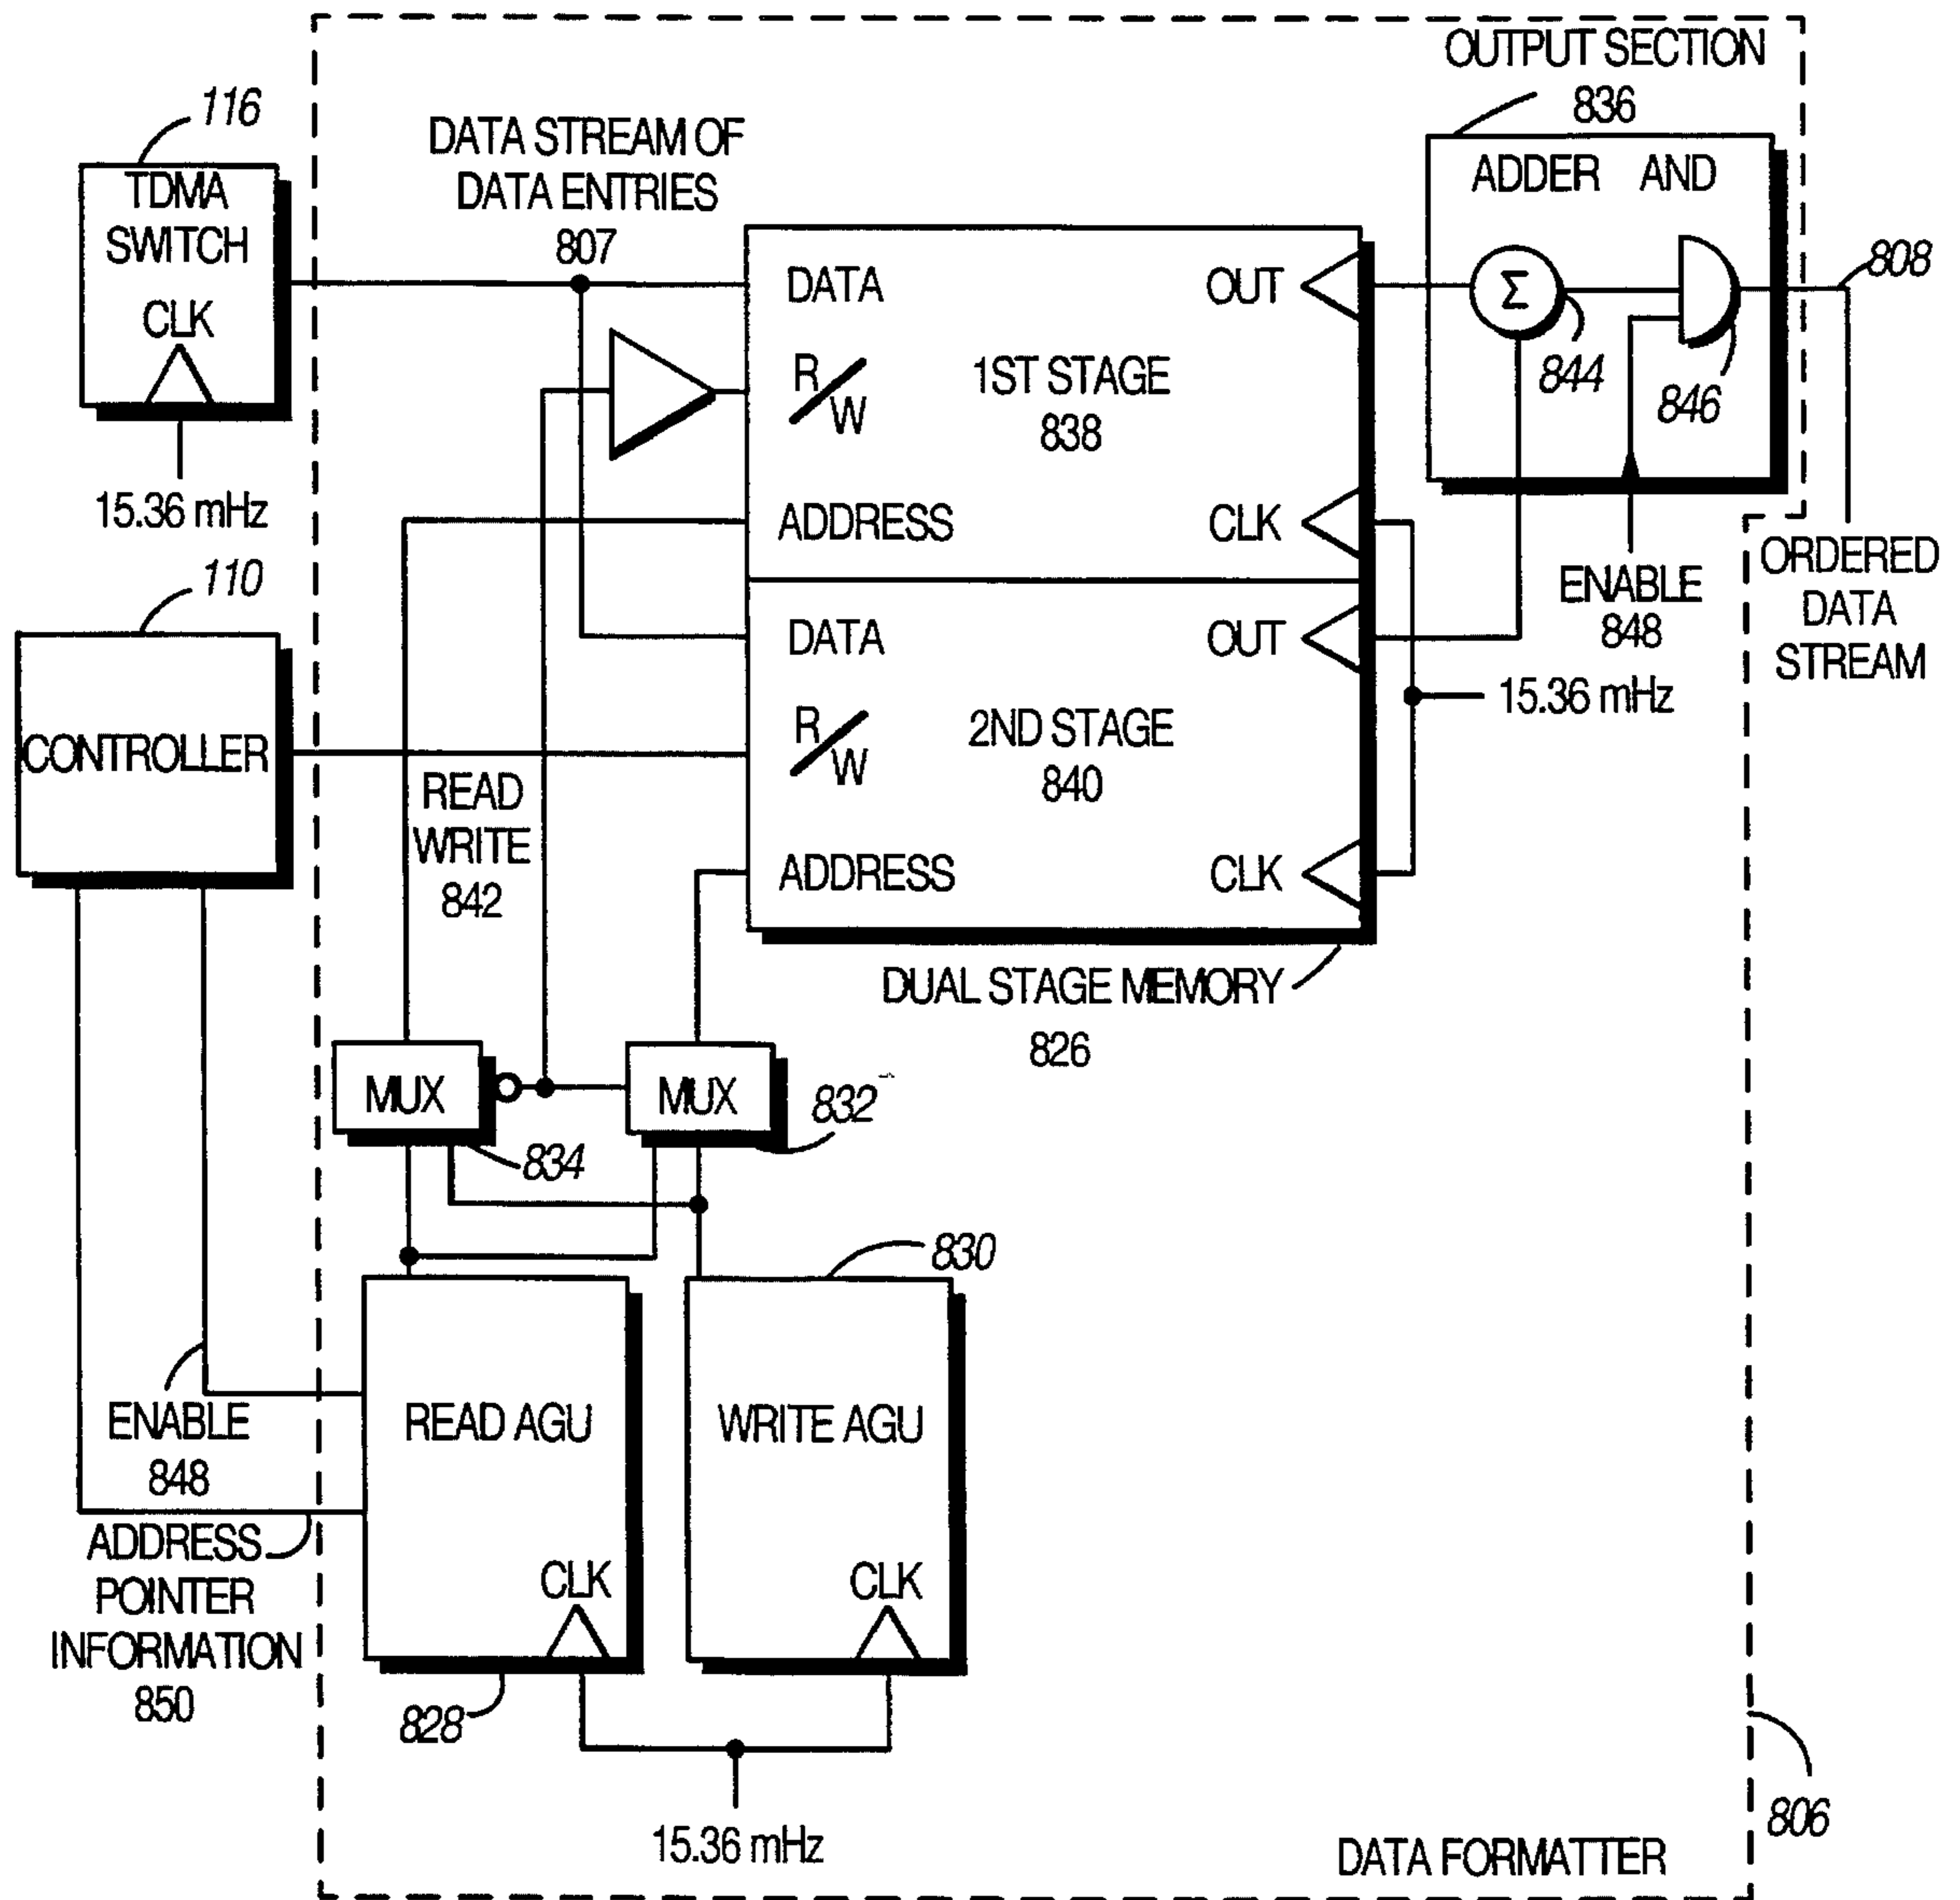 OUTPUT SECTION
836
116
DATA STREAM OF
DATA ENTRIES
807
TDMA
SWITCH
CLK
15.36 mHz
ADDER AND
Σ
844
846
808
DATA
OUT
R/W
1ST STAGE
838
ADDRESS
CLK
ENABLE
848
ORDERED
DATA
STREAM
110
CONTROLLER
DATA
OUT
15.36 mHz
R/W
2ND STAGE
840
READ
WRITE
842
ADDRESS
CLK
DUAL STAGE MEMORY
826
MUX
834
MUX
832
830
ENABLE
848
READ AGU
WRITE AGU
ADDRESS
POINTER
INFORMATION
850
CLK
CLK
828
15.36 mHz
806
DATA FORMATTER